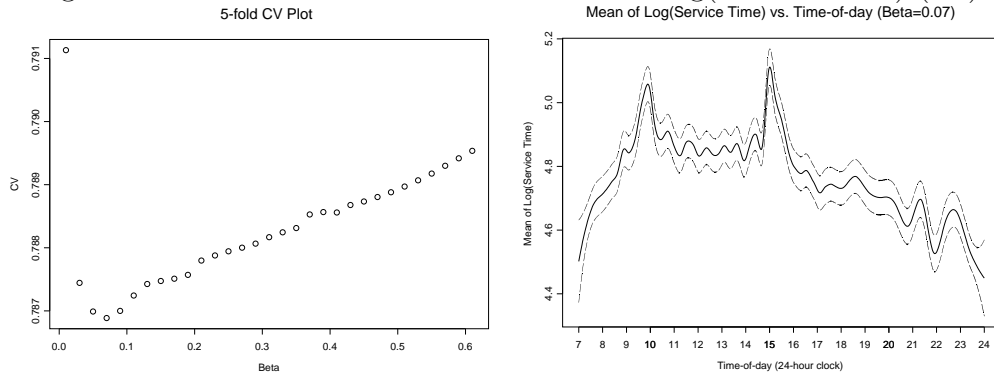 5-fold CV Plot
CV
0.791
0.790
0.789
0.788
0.787
0.0 0.1 0.2 0.3 0.4 0.5 0.6
Beta
Mean of Log(Service Time) vs. Time-of-day (Beta=0.07)
Mean of Log(Service Time)
5.2
5.0
4.8
4.6
4.4
7 8 9 10 11 12 13 14 15 16 17 18 19 20 21 22 23 24
Time-of-day (24-hour clock)